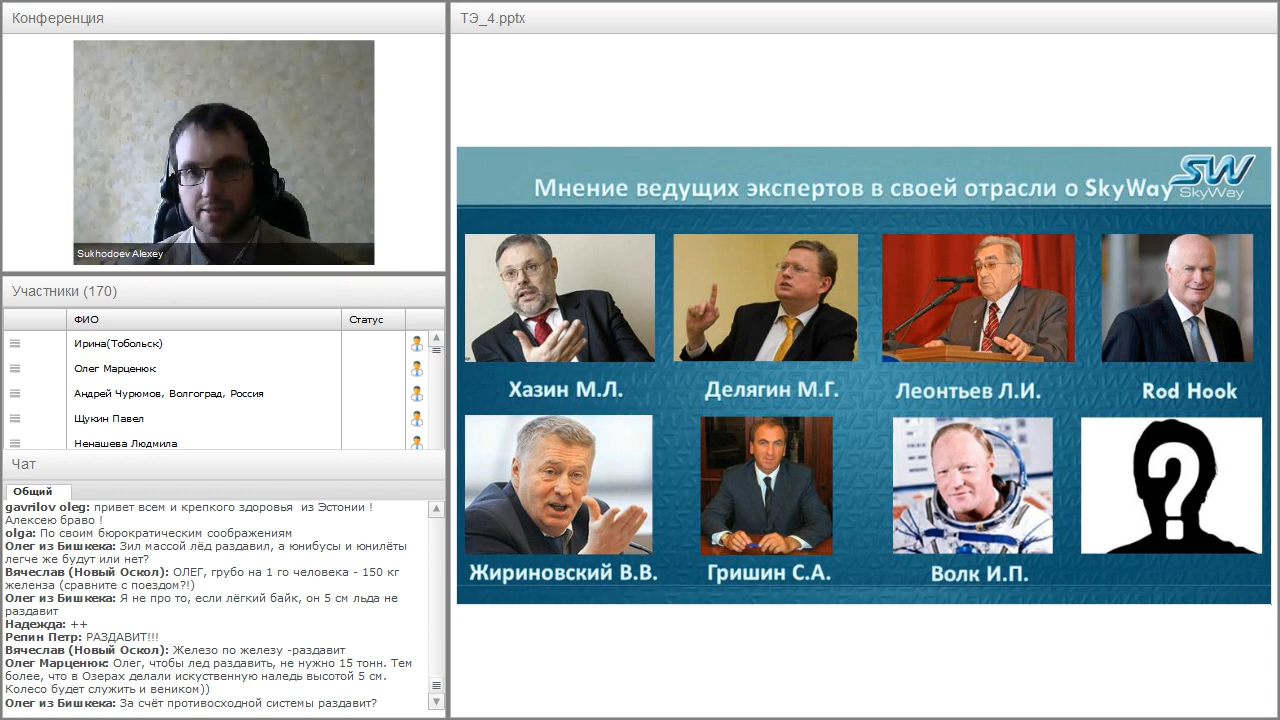 Конференция
Sukhodoev Alexey
Участники (170)
ФИО
Статус
Ирина(Тобольск)
Олег Марценюк
Андрей Чурюмов, Волгоград, Россия
Щукин Павел
Ненашева Людмила
Чат
Общий
gavrilov oleg: привет всем и крепкого здоровья из Эстонии !
Алексею браво !
olga: По своим бюрократическим соображениям
Олег из Бишкека: Зил массой лёд раздавил, а юнибусы и юнилёты
легче же будут или нет?
Вячеслав (Новый Оскол): ОЛЕГ, грубо на 1 го человека - 150 кг
железа (сравните с поездом?!)
Олег из Бишкека: Я не про то, если лёгкий байк, он 5 см льда не
раздавит
Надежда: ++
Репин Петр: РАЗДАВИТ!!!
Вячеслав (Новый Оскол): Железо по железу -раздавит
Олег Марценюк: Олег, чтобы лед раздавить, не нужно 15 тонн. Тем
более, что в Озерах делали искуственную наледь высотой 5 см.
Колесо будет служить и веником))
Олег из Бишкека: За счёт противосходной системы раздавит?
ТЭ_4.pptx
Мнение ведущих экспертов в своей отрасли о SkyWay
SW
SkyWay
Хазин М.Л.
Делягин М.Г.
Леонтьев Л.И.
Rod Hook
Жириновский В.В.
Гришин С.А.
Волк И.П.
?